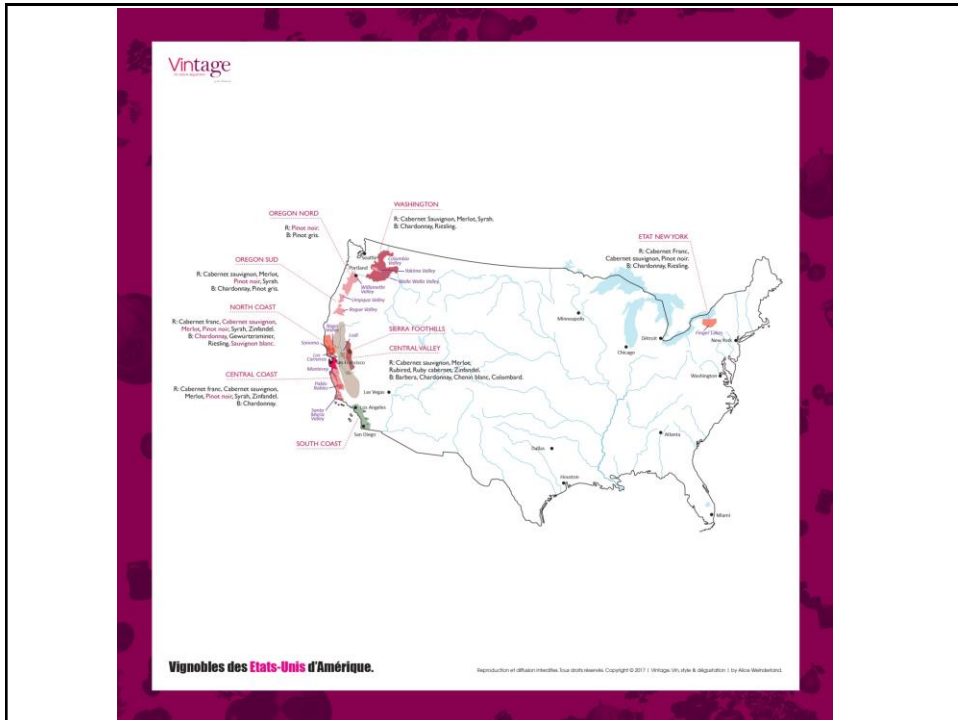 Vintage
WASHINGTON
R: Cabernet Sauvignon, Merlot, Syrah.
B: Chardonnay, Riesling.
OREGON NORD
R: Pinot noir.
B: Pinot gris.
OREGON SUD
R: Cabernet sauvignon, Merlot,
Pinot noir, Syrah.
B: Chardonnay, Pinot gris.
NORTH COAST
R: Cabernet franc, Cabernet sauvignon,
Merlot, Pinot noir, Syrah, Zinfandel.
B: Chardonnay, Gewürztraminer,
Riesling, Sauvignon blanc.
CENTRAL COAST
R: Cabernet franc, Cabernet sauvignon,
Merlot, Pinot noir, Syrah, Zinfandel.
B: Chardonnay.
SOUTH COAST
SIERRA FOOTHILLS
CENTRAL VALLEY
R: Cabernet sauvignon, Merlot,
Rubired, Ruby cabernet, Zinfandel.
B: Barbera, Chardonnay, Chenin blanc, Colombard.
ETAT NEW YORK
R: Cabernet Franc,
Cabernet sauvignon, Pinot noir.
B: Chardonnay, Riesling.
Seattle
Columbia
Valley
Yakima Valley
Walla Walla Valley
Portland
Willamette
Valley
Umpqua Valley
Rogue Valley
Napa
Lodi
Sonoma
Los
Carneros
Monterey
Paso
Robles
Santa
Maria
Valley
Las Vegas
Los Angeles
San Diego
Minneapolis
Chicago
Détroit
Finger Lakes
New York
Washington
Atlanta
Dallas
Houston
Miami
Vignobles des Etats-Unis d'Amérique.
Reproduction et diffusion interdites. Tous droits réservés. Copyright © 2017 | Vintage. Vin, style & dégustation | by Alice Weinderland.